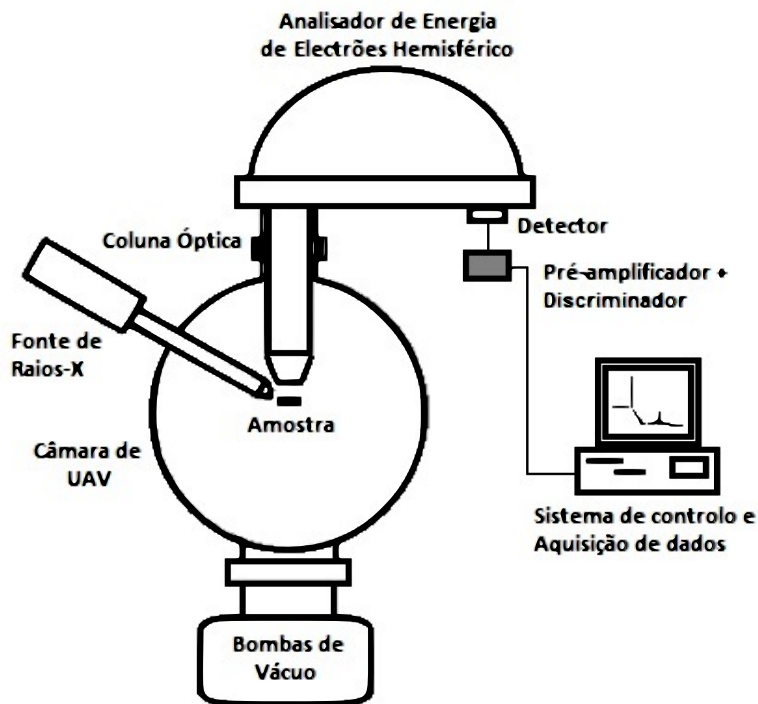 Analisador de Energia
de Electrões Hemisférico
Coluna Óptica
Detector
Pré-amplificador +
Discriminador
Fonte de
Raios-X
Amostra
Câmara de
UAV
Sistema de controlo e
Aquisição de dados
Bombas de
Vácuo